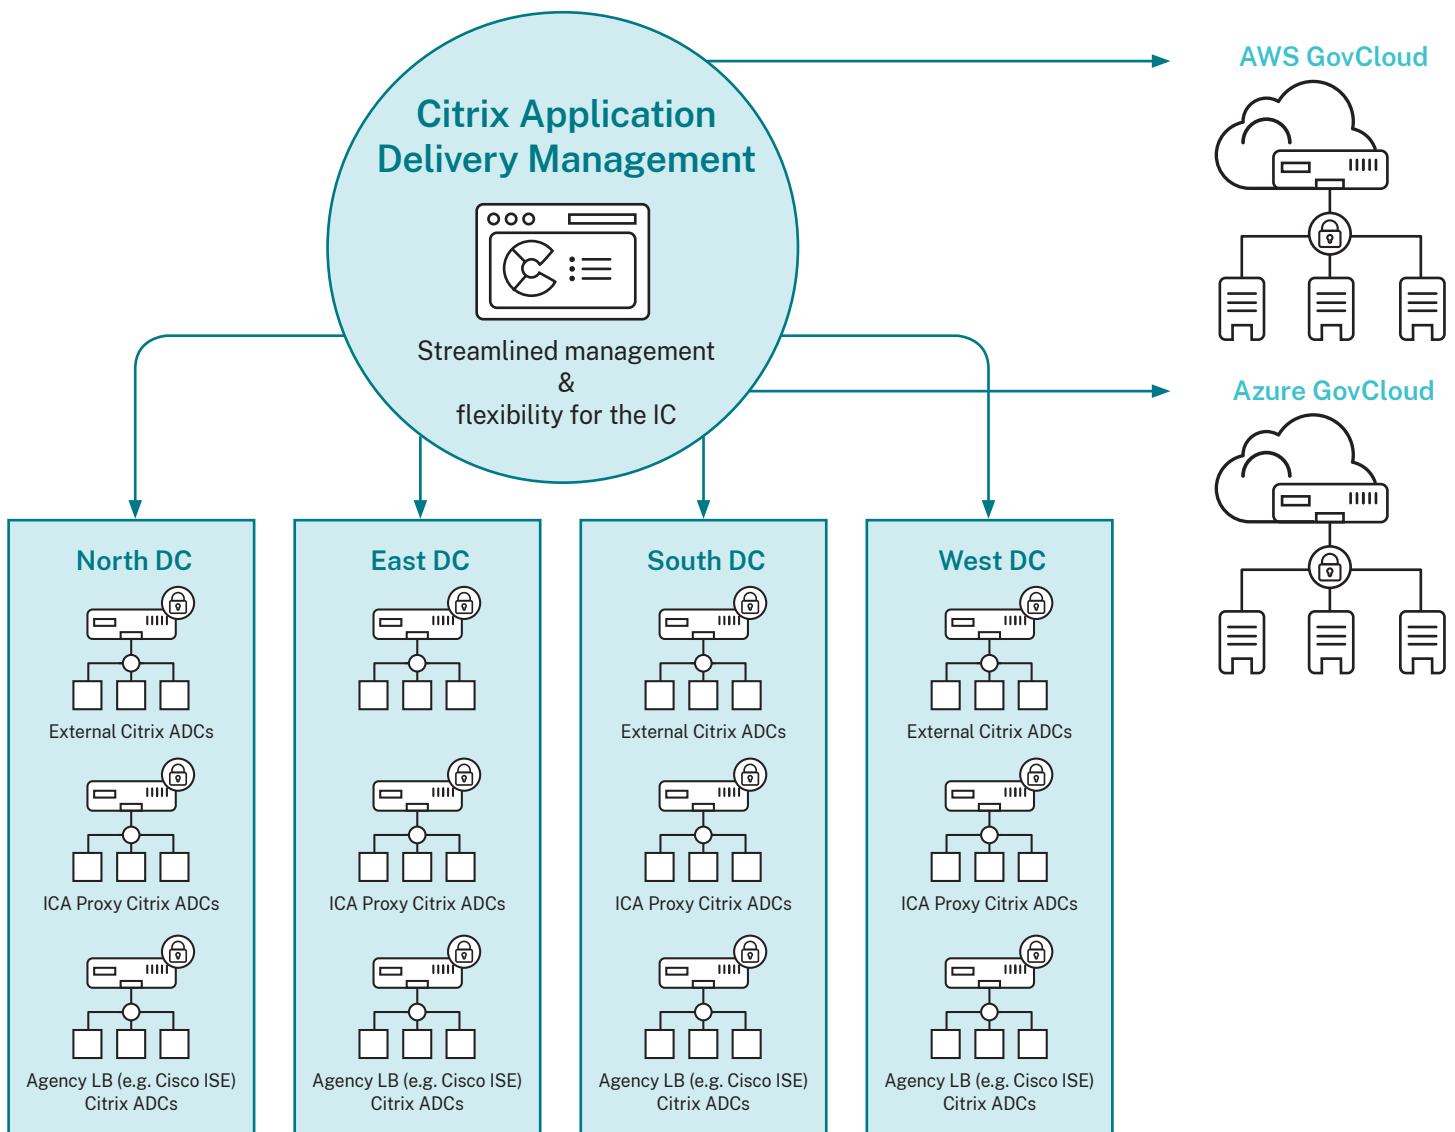 Citrix Application
Delivery Management
Streamlined management
&
flexibility for the IC
AWS GovCloud
Azure GovCloud
North DC
External Citrix ADCs
ICA Proxy Citrix ADCs
Agency LB (e.g. Cisco ISE)
Citrix ADCs
East DC
ICA Proxy Citrix ADCs
Agency LB (e.g. Cisco ISE)
Citrix ADCs
South DC
External Citrix ADCs
ICA Proxy Citrix ADCs
Agency LB (e.g. Cisco ISE)
Citrix ADCs
West DC
External Citrix ADCs
ICA Proxy Citrix ADCs
Agency LB (e.g. Cisco ISE)
Citrix ADCs